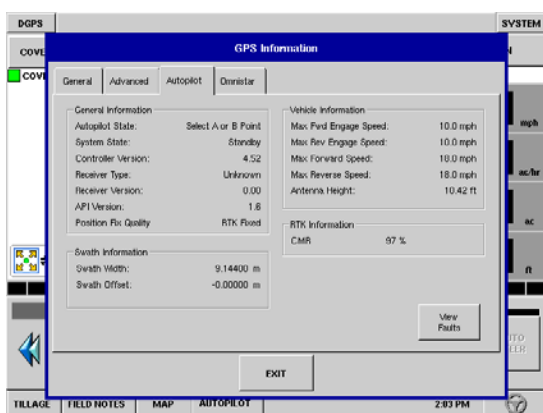 DGPS
SYSTEM
COVE
GPS Information
COV
General
Advanced
Autopilot
Omnistar
General Information
Autopilot State: Select A or B Point
System State: Standby
Controller Version: 4.52
Receiver Type: Unknown
Receiver Version: 0.00
API Version: 1.6
Position Fix Quality RTK Fixed
Vehicle Information
Max Fwd Engage Speed: 10.0 mph
Max Rev Engage Speed: 10.0 mph
Max Forward Speed: 18.0 mph
Max Reverse Speed: 18.0 mph
Antenna Height: 10.42 ft
RTK Information
CMR 97 %
Swath Information
Swath Width: 9.14400 m
Swath Offset: -0.00000 m
mph
ac/hr
ac
ft
View
Faults
EXIT
TILLAGE
FIELD NOTES
MAP
AUTOPILOT
2:03 PM